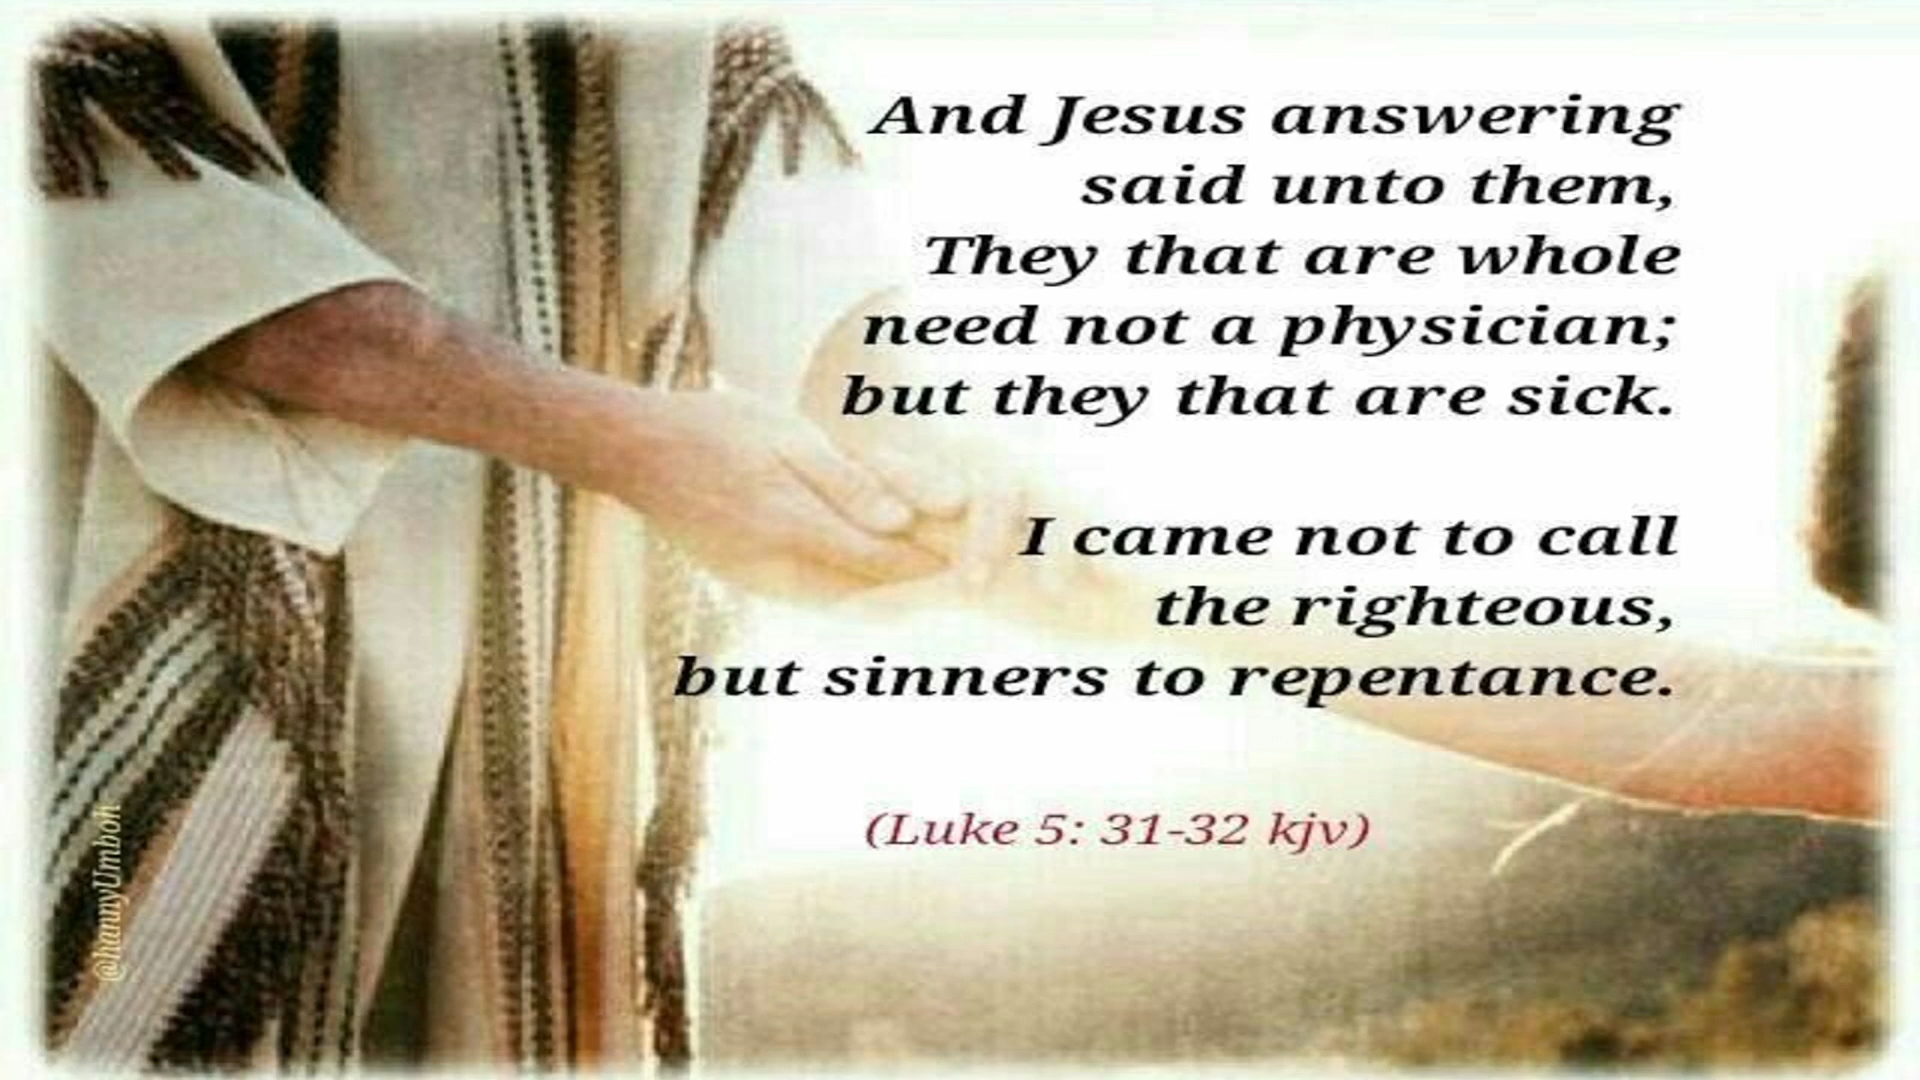 And Jesus answering
said unto them,
They that are whole
need not a physician;
but they that are sick.
I came not to call
the righteous,
but sinners to repentance.
(Luke 5: 31-32 kjv)
@hannyUmboh